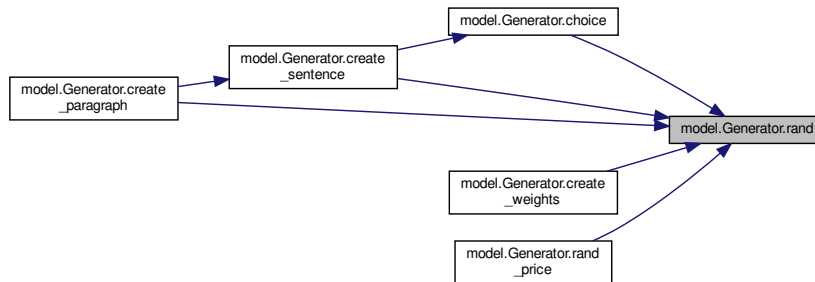 model.Generator.choice
model.Generator.create
_sentence
model.Generator.create
_paragraph
model.Generator.rand
model.Generator.create
_weights
model.Generator.rand
_price